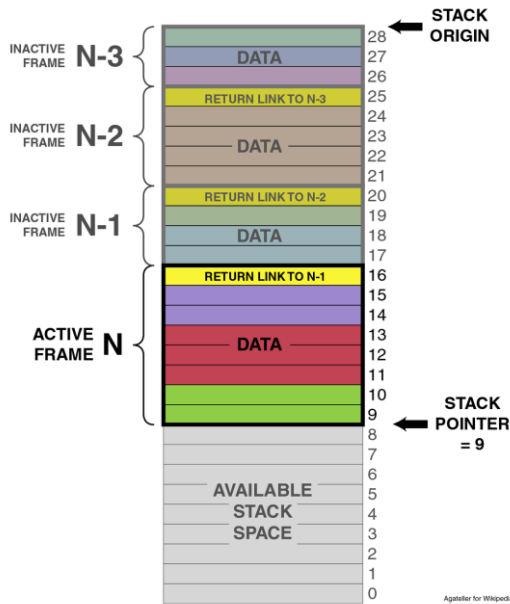 STACK
ORIGIN
28
INACTIVE
FRAME N-3
DATA
27
26
RETURN LINK TO N-3
25
INACTIVE
FRAME N-2
24
23
DATA
22
21
RETURN LINK TO N-2
20
INACTIVE
FRAME N-1
19
DATA
18
17
RETURN LINK TO N-1
16
15
14
ACTIVE
FRAME N
13
DATA
12
11
10
9
STACK
POINTER
= 9
8
7
6
AVAILABLE
STACK
SPACE
5
4
3
2
1
0
Agateller for Wikipedi